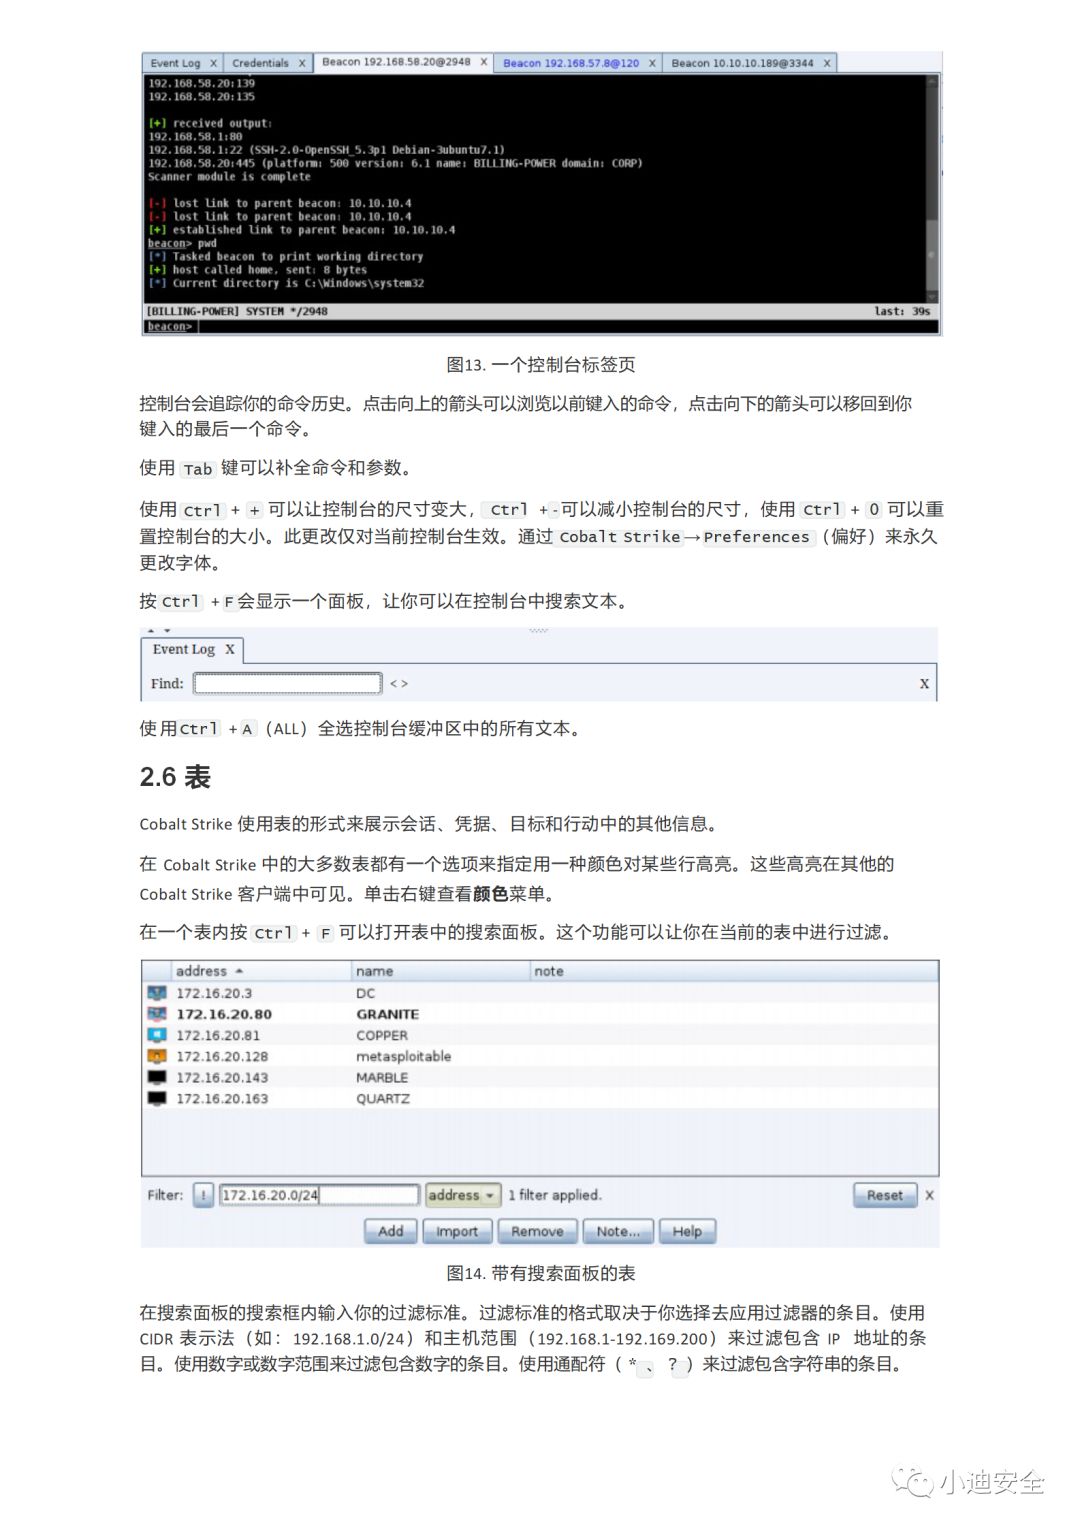 Event Log X Credentials X Beacon 192.168.58.20@2948 X Beacon 192.168.57.8@120 X Beacon 10.10.10.189@3344 X
192.168.58.20:139
192.168.58.20:135
[+] received output:
192.168.58.1:80
192.168.58.1:22 (SSH-2.0-OpenSSH_5.3p1 Debian-3ubuntu7.1)
192.168.58.20:445 (platform: 500 version: 6.1 name: BILLING-POWER domain: CORP)
Scanner module is complete
[-] lost link to parent beacon: 10.10.10.4
[-] lost link to parent beacon: 10.10.10.4
[+] established link to parent beacon: 10.10.10.4
beacon> pwd
[*] Tasked beacon to print working directory
[+] host called home, sent: 8 bytes
[*] Current directory is C:\Windows\system32
[BILLING-POWER] SYSTEM */2948 last: 39s
beacon>
图13. 一个控制台标签页
控制台会追踪你的命令历史。点击向上的箭头可以浏览以前键入的命令，点击向下的箭头可以移回到你
键入的最后一个命令。
使用 Tab 键可以补全命令和参数。
使用 Ctrl + + 可以让控制台的尺寸变大， Ctrl +-可以减小控制台的尺寸，使用 Ctrl + 0 可以重
置控制台的大小。此更改仅对当前控制台生效。通过 Cobalt Strike→Preferences（偏好）来永久
更改字体。
按 Ctrl + F 会显示一个面板，让你可以在控制台中搜索文本。
Event Log X
Find: < > X
使用 Ctrl + A（ALL）全选控制台缓冲区中的所有文本。
2.6 表
Cobalt Strike 使用表的形式来展示会话、凭据、目标和行动中的其他信息。
在 Cobalt Strike 中的大多数表都有一个选项来指定用一种颜色对某些行高亮。这些高亮在其他的
Cobalt Strike 客户端中可见。单击右键查看颜色菜单。
在一个表内按 Ctrl + F 可以打开表中的搜索面板。这个功能可以让你在当前的表中进行过滤。
address name note
172.16.20.3 DC
172.16.20.80 GRANITE
172.16.20.81 COPPER
172.16.20.128 metasploitable
172.16.20.143 MARBLE
172.16.20.163 QUARTZ
Filter: ! 172.16.20.0/24 address 1 filter applied. Reset X
Add Import Remove Note... Help
图14. 带有搜索面板的表
在搜索面板的搜索框内输入你的过滤标准。过滤标准的格式取决于你选择去应用过滤器的条目。使用
CIDR 表示法（如：192.168.1.0/24）和主机范围（192.168.1-192.169.200）来过滤包含 IP 地址的条
目。使用数字或数字范围来过滤包含数字的条目。使用通配符（ * 、 ? ）来过滤包含字符串的条目。
小迪安全